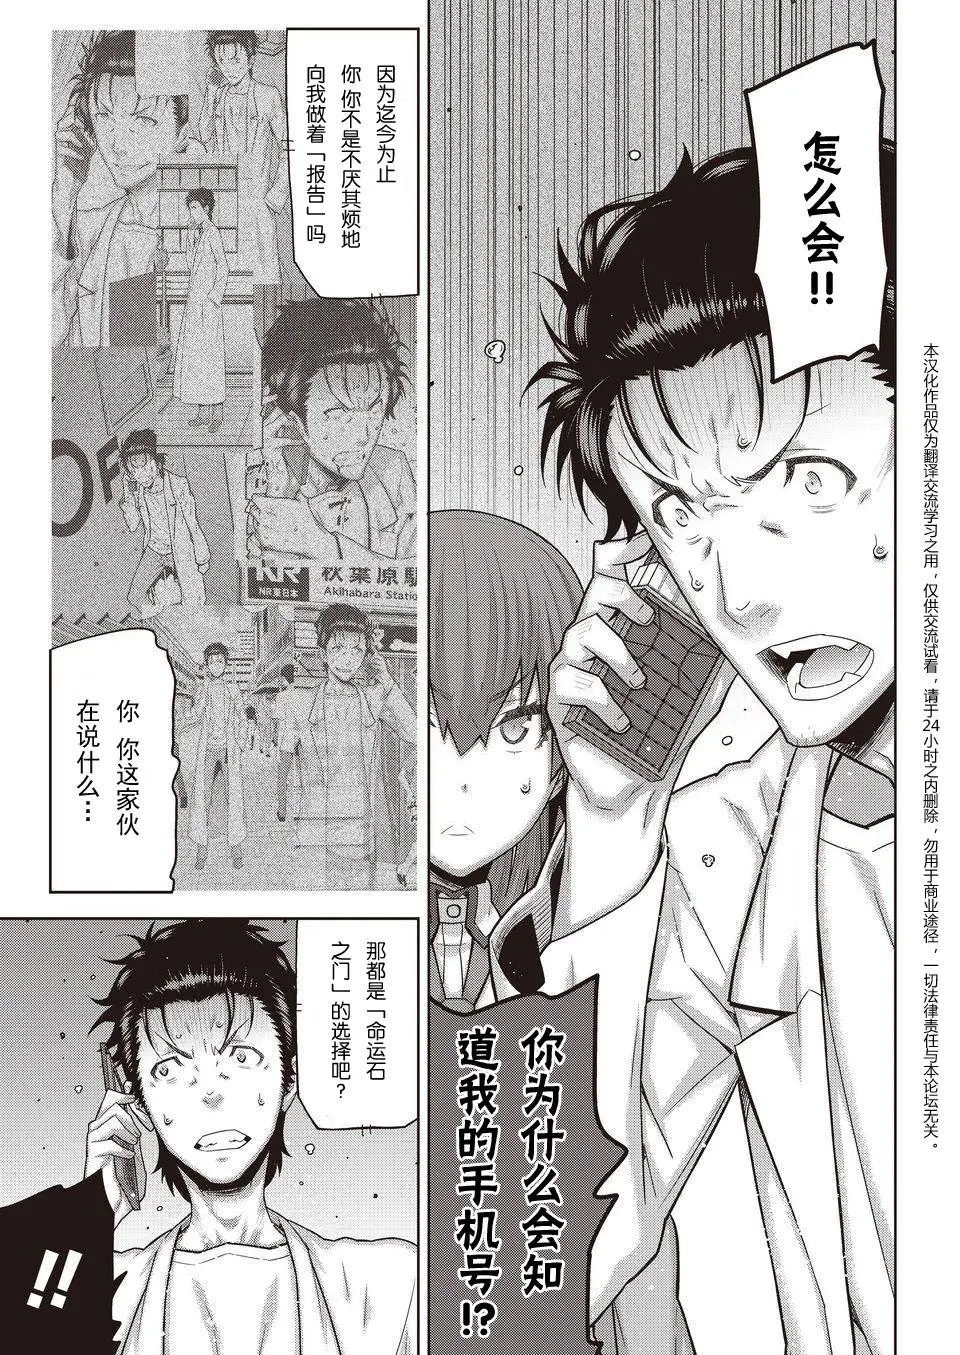 怎么会!!
你为什么会知
道我的手机号!?
因为迄今为止
你 你不是不厌其烦地
向我做着「报告」吗
秋葉原駅
NR東日本
Akihabara Station
你 你这家伙
在说什么…
那都是「命运石
之门」的选择吧?
!!
本汉化作品仅为翻译交流学习之用，仅供交流试看，请于24小时之内删除，勿用于商业途径，一切法律责任与本论坛无关。